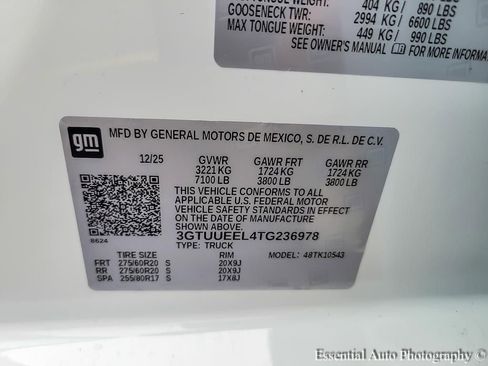 404 KG/ 890 LBS
GOOSENECK TWR:
2994 KG/ 6600 LBS
MAX TONGUE WEIGHT:
449 KG/ 990 LBS
SEE OWNER'S MANUAL FOR MORE INFORMA
gm
MFD BY GENERAL MOTORS DE MEXICO, S. DE R.L. DE C.V.
12/25 GVWR GAWR FRT GAWR RR
3221 KG 1724 KG 1724 KG
7100 LB 3800 LB 3800 LB
THIS VEHICLE CONFORMS TO ALL
APPLICABLE U.S. FEDERAL MOTOR
VEHICLE SAFETY STANDARDS IN EFFECT
ON THE DATE OF MANUFACTURE SHOWN ABOVE.
3GTUUEEL4TG236978
8624
TYPE: TRUCK
TIRE SIZE RIM 48TK10543
FRT 275/60R20 S 20X9J
RR 275/60R20 S 20X9J
SPA 255/80R17 S 17X8J
Essential Auto Photography ©